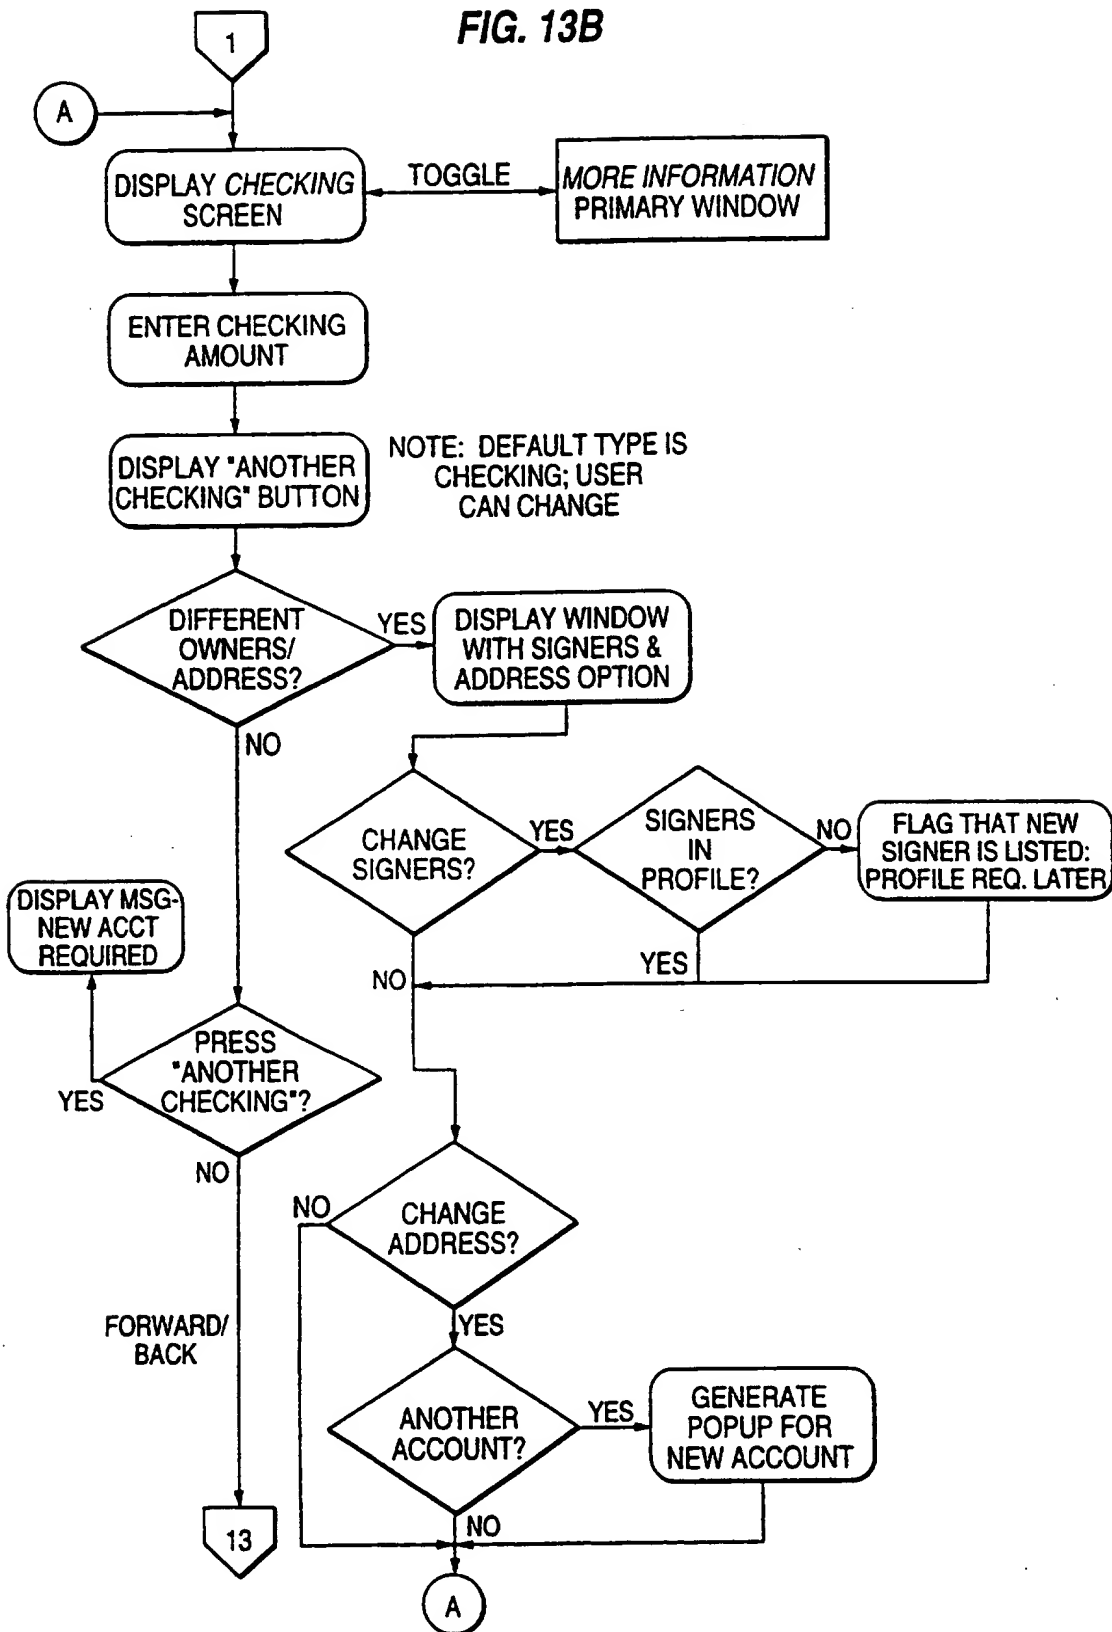 FIG. 13B
1
A
DISPLAY CHECKING
SCREEN
TOGGLE
MORE INFORMATION
PRIMARY WINDOW
ENTER CHECKING
AMOUNT
DISPLAY "ANOTHER
CHECKING" BUTTON
NOTE: DEFAULT TYPE IS
CHECKING; USER
CAN CHANGE
DIFFERENT
OWNERS/
ADDRESS?
YES
DISPLAY WINDOW
WITH SIGNERS &
ADDRESS OPTION
NO
CHANGE
SIGNERS?
YES
SIGNERS
IN
PROFILE?
NO
FLAG THAT NEW
SIGNER IS LISTED:
PROFILE REQ. LATER
DISPLAY MSG-
NEW ACCT
REQUIRED
NO
YES
PRESS
"ANOTHER
CHECKING"?
YES
NO
NO
CHANGE
ADDRESS?
YES
FORWARD/
BACK
ANOTHER
ACCOUNT?
YES
GENERATE
POPUP FOR
NEW ACCOUNT
NO
13
A